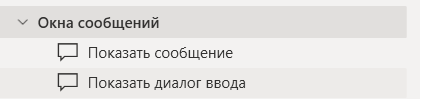 Окна сообщений
Показать сообщение
Показать диалог ввода